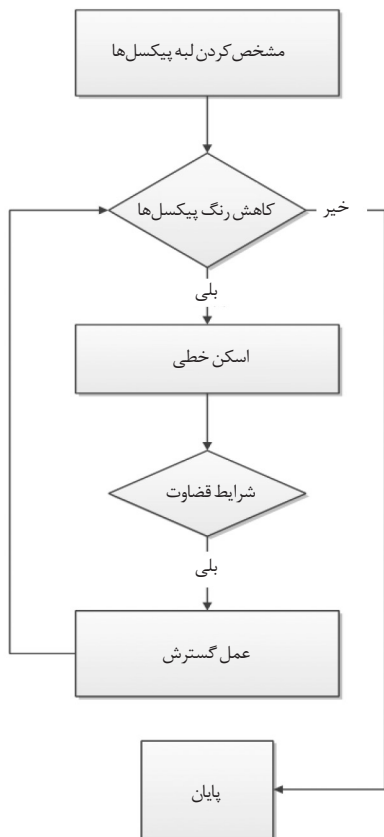 مشخص کردن لبه پیکسل‌ها
کاهش رنگ پیکسل‌ها
خیر
بلی
اسکن خطی
شرایط قضاوت
بلی
عمل گسترش
پایان